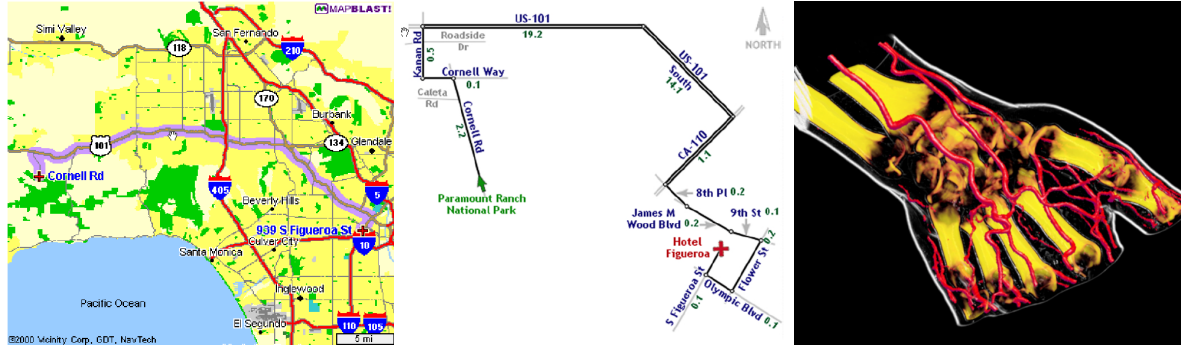 MAPBLAST!
Simi Valley
118
San Fernando
210
170
Burbank
101
134
Glendale
Cornell Rd
405
5
Beverly Hills
939 S Figueroa St
Culver City
10
Santa Monica
Inglewood
Pacific Ocean
El Segundo
110
105
©2000 Vicinity Corp, GDT, NavTech
5 mi
US-101
19.2
Roadside
Dr
Kanan Rd
0.5
Cornell Way
0.1
Caleta
Rd
Cornell Rd
2.2
Paramount Ranch
National Park
NORTH
US-101
South
14.1
CA-110
1.1
8th Pl 0.2
James M
Wood Blvd 0.2
9th St 0.1
Hotel
Figueroa
0.2
Flower St
S Figueroa St
0.1
Olympic Blvd 0.1